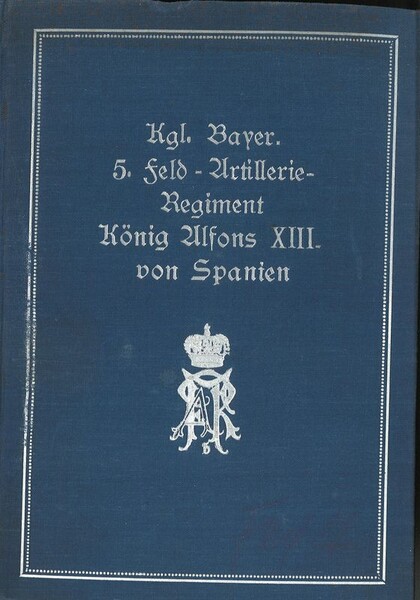 Kgl. Bayer.
5. Feld-Artillerie-
Regiment
König Alfons XIII.
von Spanien